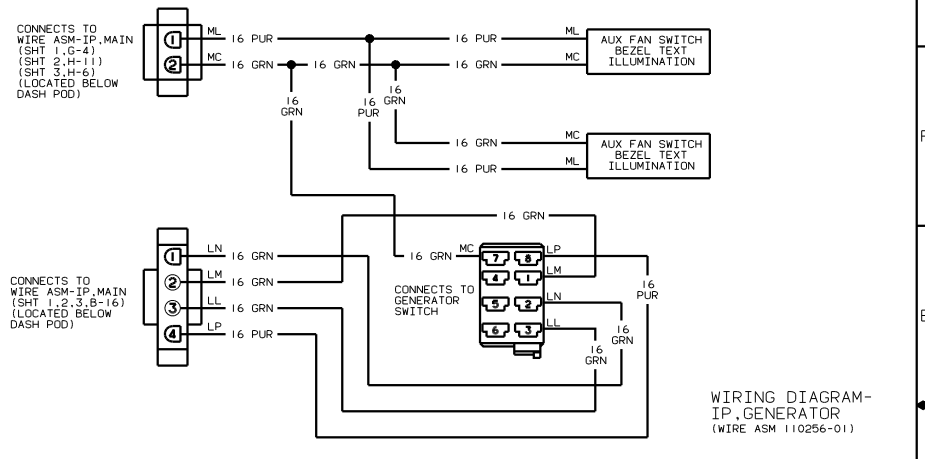 CONNECTS TO
WIRE ASM-IP,MAIN
(SHT 1,G-4)
(SHT 2,H-11)
(SHT 3,H-6)
(LOCATED BELOW
DASH POD)
1
2
ML
16 PUR
16 PUR
ML
MC
16 GRN
16 GRN
16 GRN
MC
AUX FAN SWITCH
BEZEL TEXT
ILLUMINATION
16
GRN
16
PUR
16
GRN
16 GRN
MC
16 PUR
ML
AUX FAN SWITCH
BEZEL TEXT
ILLUMINATION
16 GRN
CONNECTS TO
WIRE ASM-IP,MAIN
(SHT 1,2,3,B-16)
(LOCATED BELOW
DASH POD)
1
2
3
4
LN
16 GRN
LM
16 GRN
LL
16 GRN
LP
16 PUR
16 GRN
MC
CONNECTS TO
GENERATOR
SWITCH
7 8
4 1
5 2
6 3
LP
LM
LN
LL
16
PUR
16
GRN
16
GRN
WIRING DIAGRAM-
IP,GENERATOR
(WIRE ASM 110256-01)